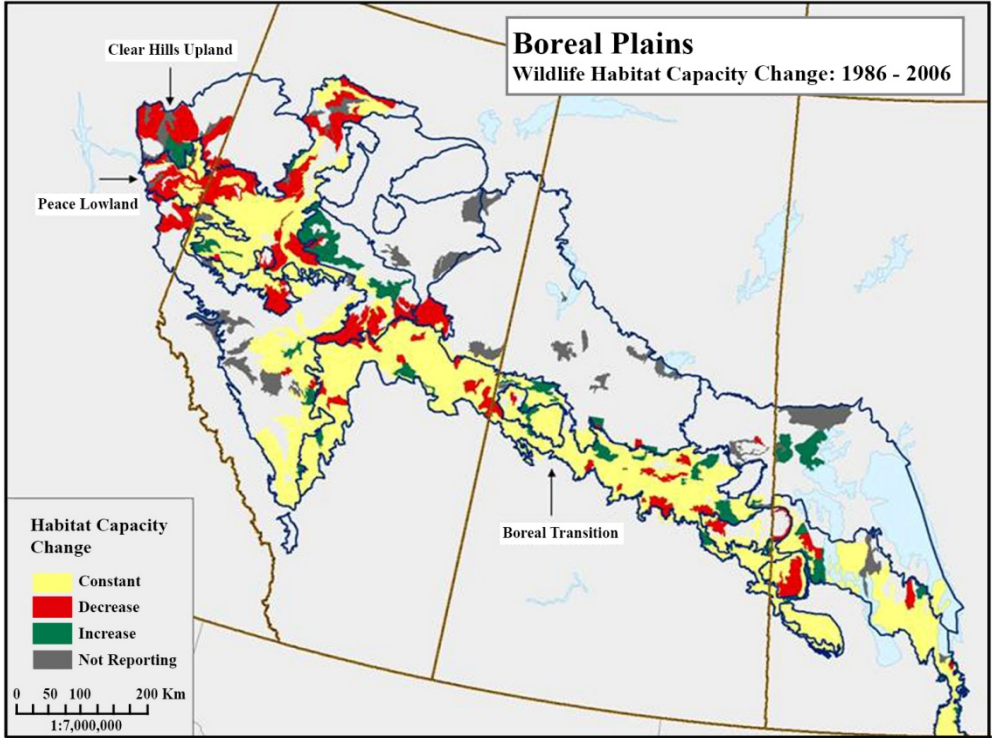 Boreal Plains
Wildlife Habitat Capacity Change: 1986 - 2006
Clear Hills Upland
Peace Lowland
Boreal Transition
Habitat Capacity
Change
Constant
Decrease
Increase
Not Reporting
0 50 100 200 Km
1:7,000,000